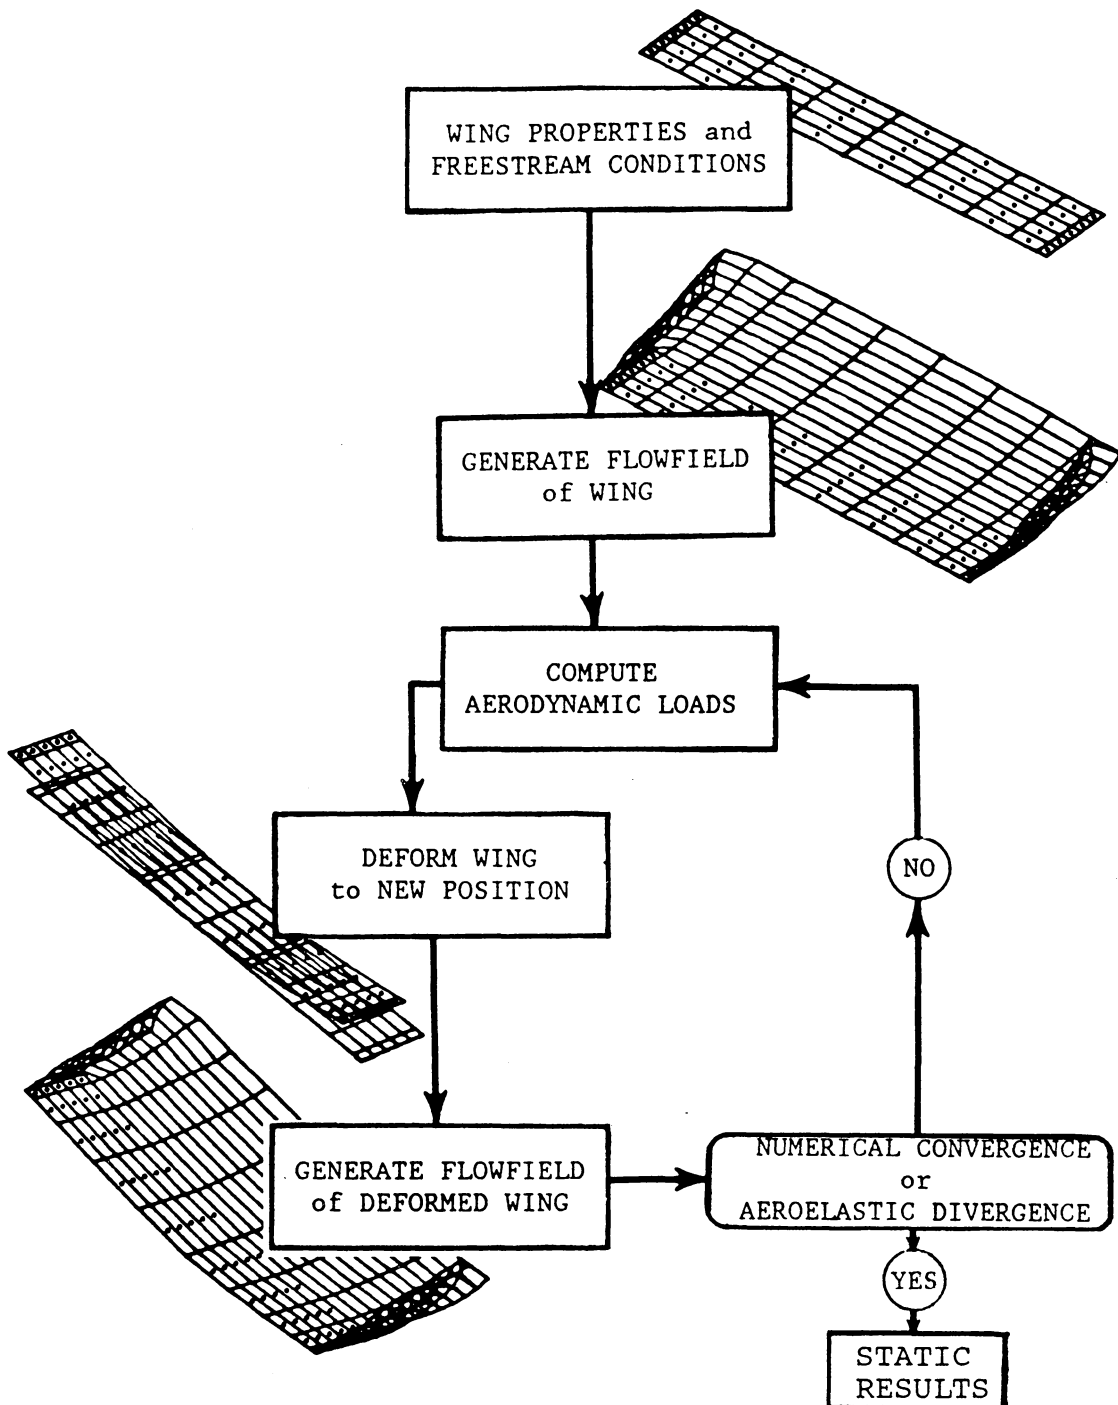 WING PROPERTIES and
FREESTREAM CONDITIONS
GENERATE FLOWFIELD
of WING
COMPUTE
AERODYNAMIC LOADS
DEFORM WING
to NEW POSITION
NO
GENERATE FLOWFIELD
of DEFORMED WING
NUMERICAL CONVERGENCE
or
AEROELASTIC DIVERGENCE
YES
STATIC
RESULTS